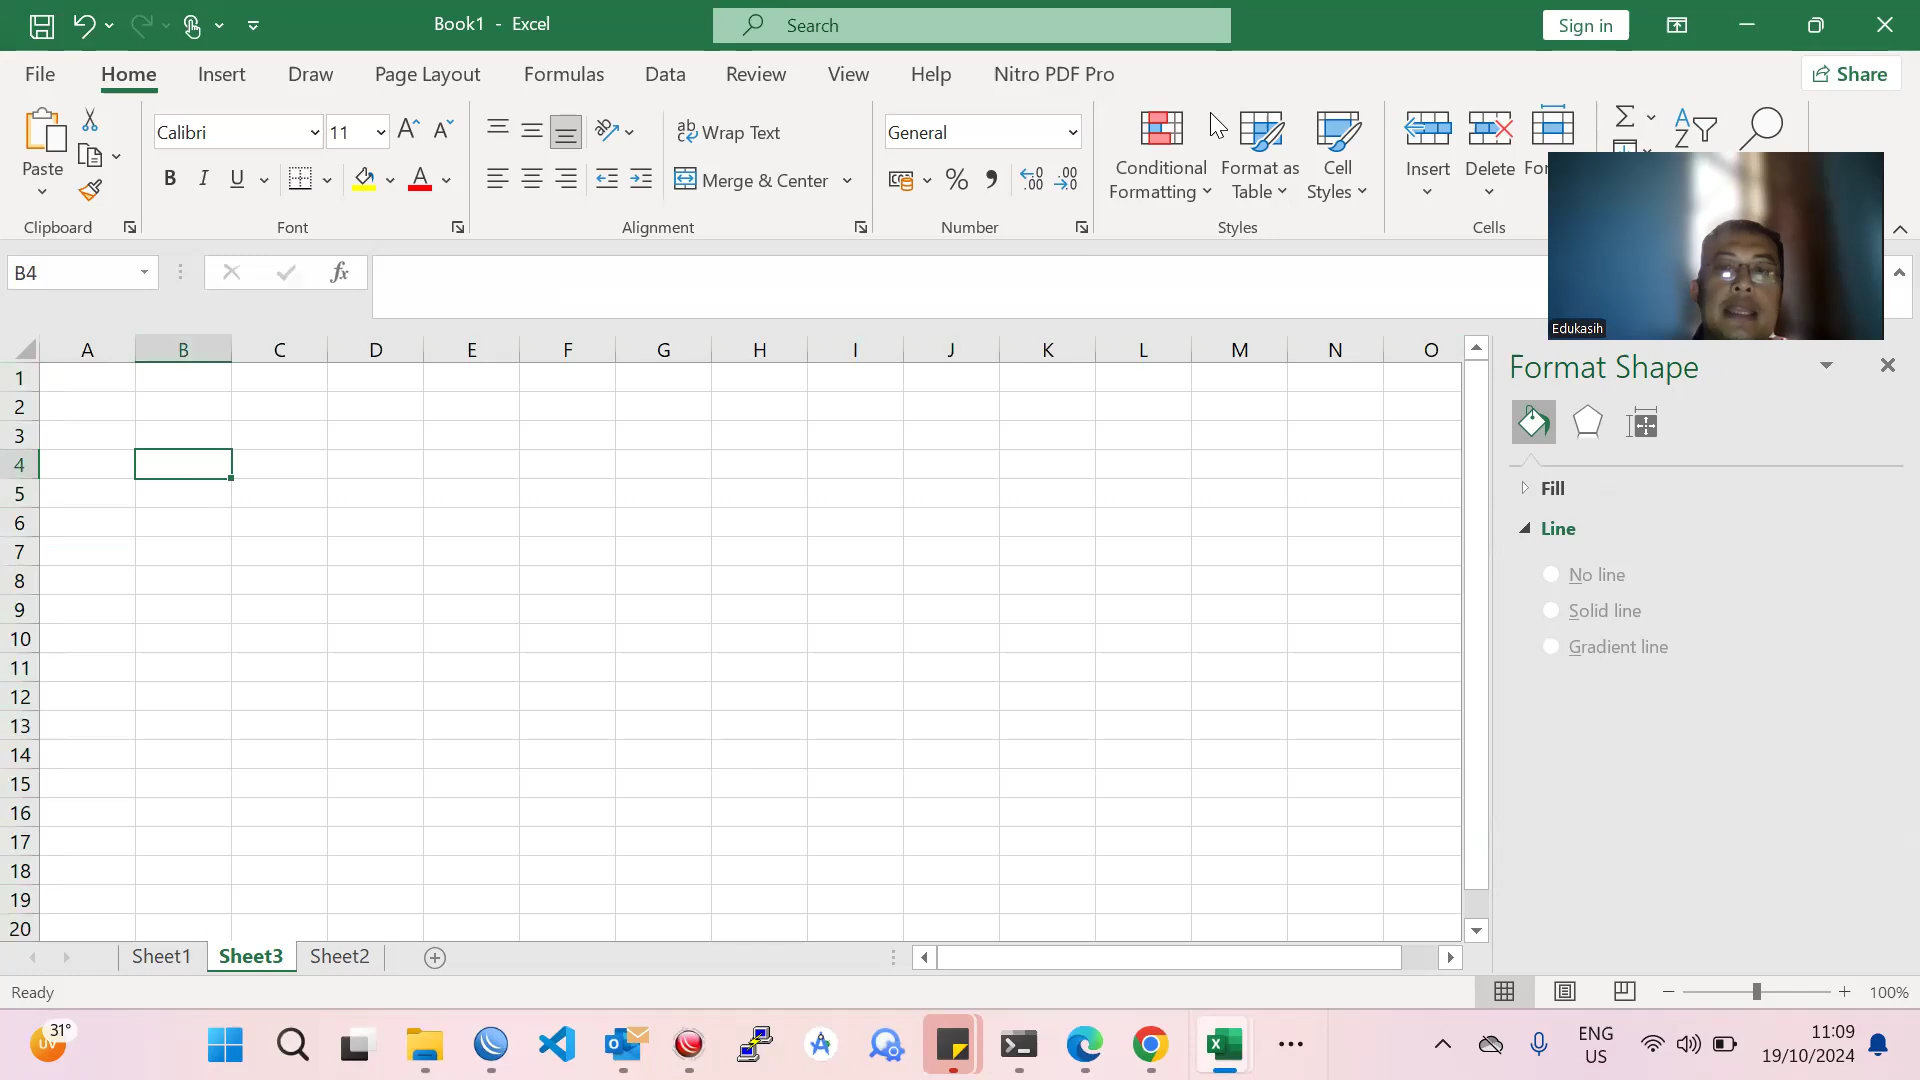 Book1 - Excel
Search
Sign in
File Home Insert Draw Page Layout Formulas Data Review View Help Nitro PDF Pro
Share
Paste
Clipboard
Calibri 11
B I U A
Font
Wrap Text
Merge & Center
Alignment
General
Number
Conditional Formatting
Format as Table
Cell Styles
Styles
Insert
Delete
Cells
Edukasih
B4
fx
Format Shape
A B C D E F G H I J K L M N O
1
2
3
4
5
6
7
8
9
10
11
12
13
14
15
16
17
18
19
20
Fill
Line
No line
Solid line
Gradient line
Sheet1 Sheet3 Sheet2
Ready
100%
31°
UV
ENG
US
11:09
19/10/2024